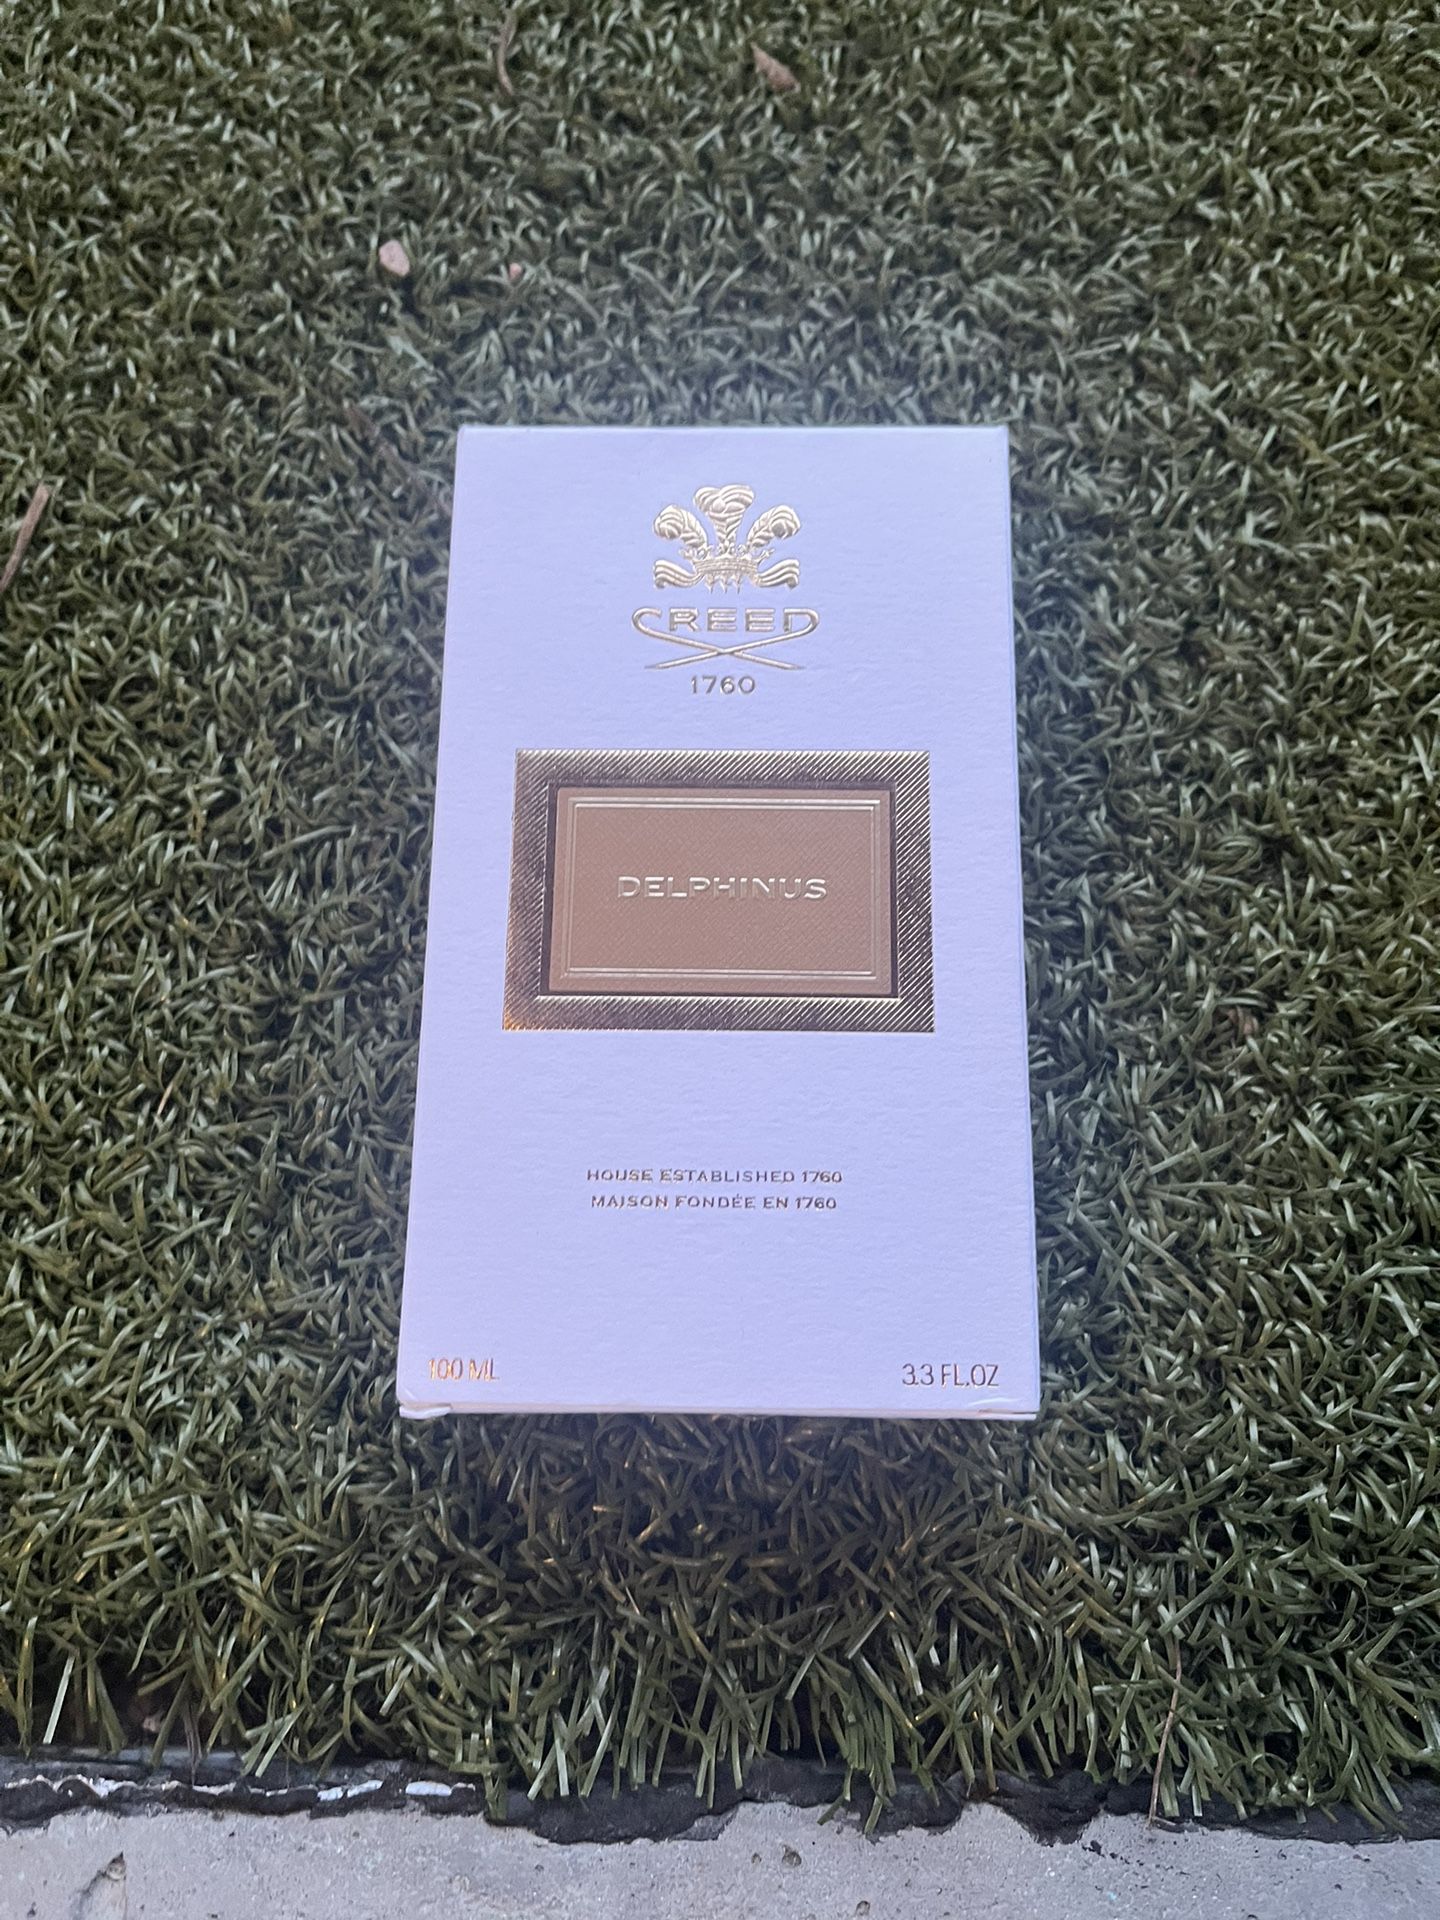 CREED
1760
DELPHINUS
HOUSE ESTABLISHED 1760
MAISON FONDÉE EN 1760
100 ML
3.3 FL.OZ